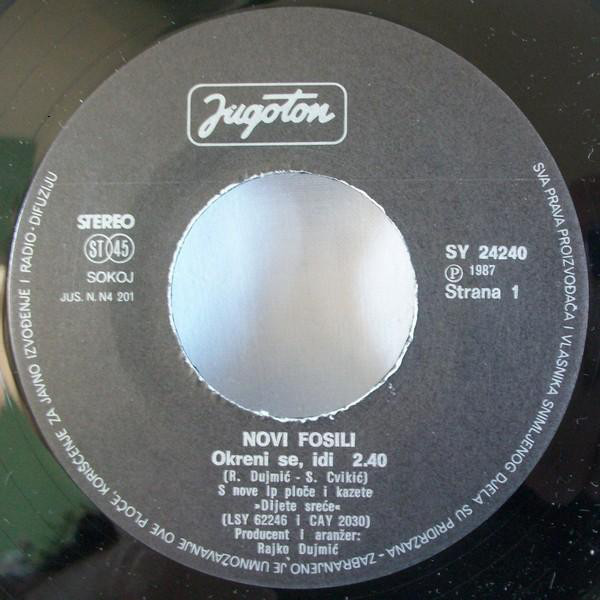 Jugoton
STEREO
ST 45
SOKOJ
JUS. N. N4 201
SY 24240
Ⓟ 1987
Strana 1
NOVI FOSILI
Okreni se, idi 2.40
(R. Dujmić - S. Cvikić)
S nove lp ploče i kazete
»Dijete sreće«
(LSY 62246 i CAY 2030)
Producent i aranžer:
Rajko Dujmić
SVA PRAVA PROIZVOĐAČA I VLASNIKA SNIMLJENOG DJELA SU PRIDRŽANA - ZABRANJENO JE UMNOŽAVANJE OVE PLOČE, KORIŠĆENJE ZA JAVNO IZVOĐENJE I RADIO-DIFUZIJU